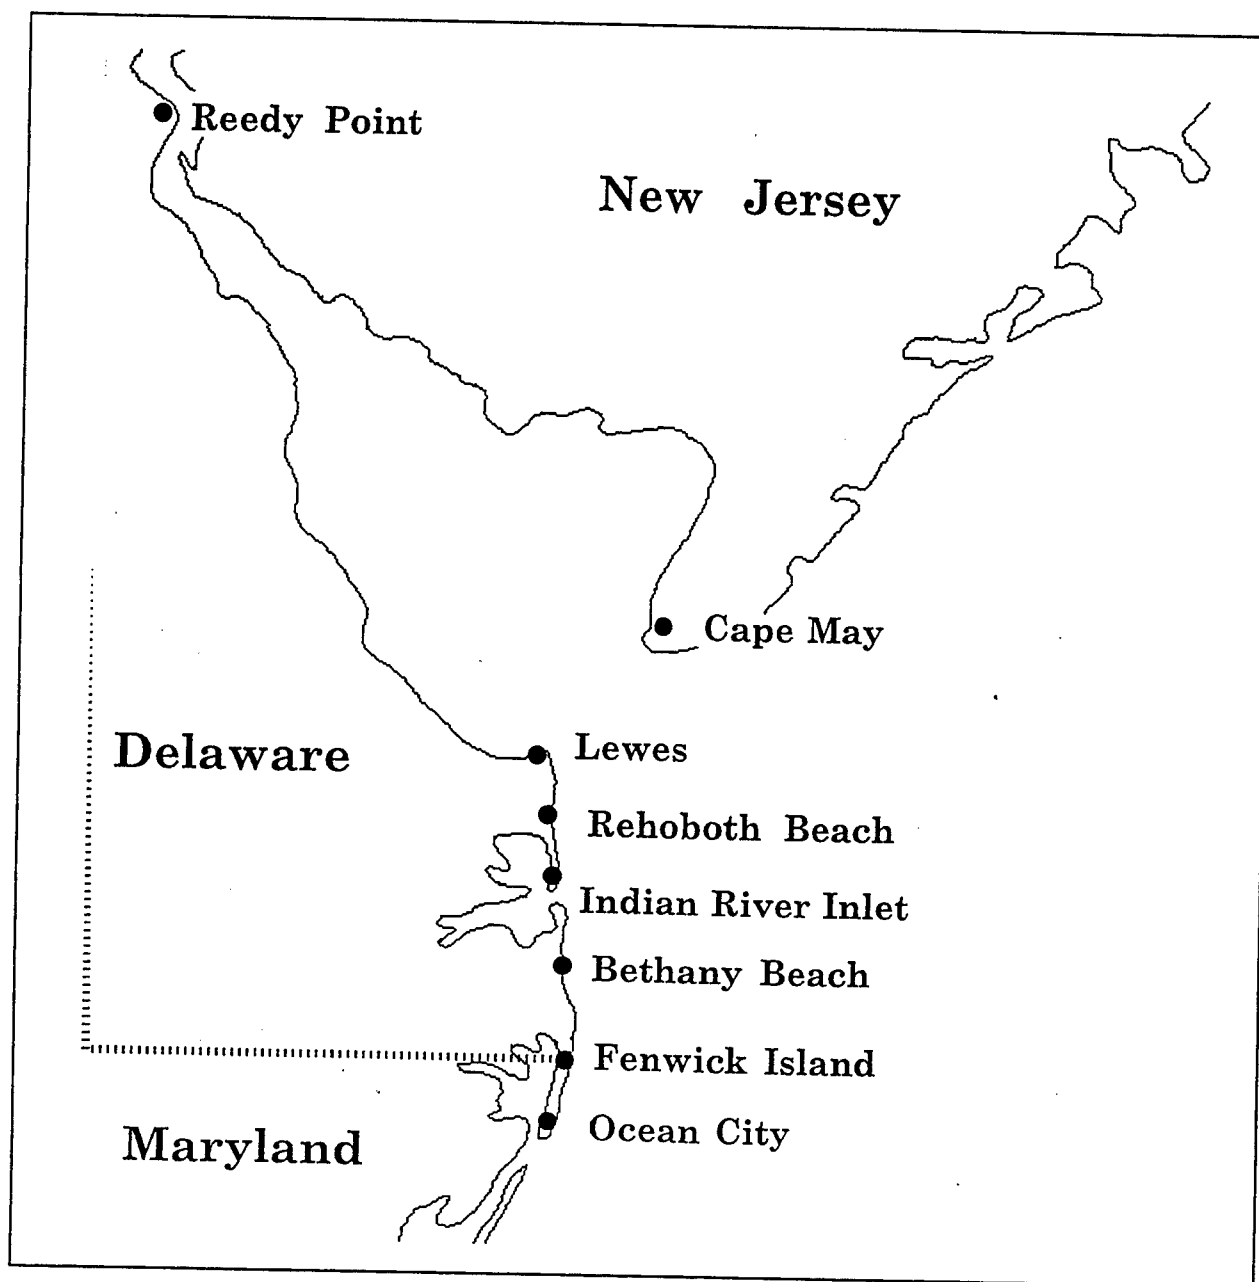 Reedy Point
New Jersey
Cape May
Lewes
Delaware
Rehoboth Beach
Indian River Inlet
Bethany Beach
Fenwick Island
Ocean City
Maryland